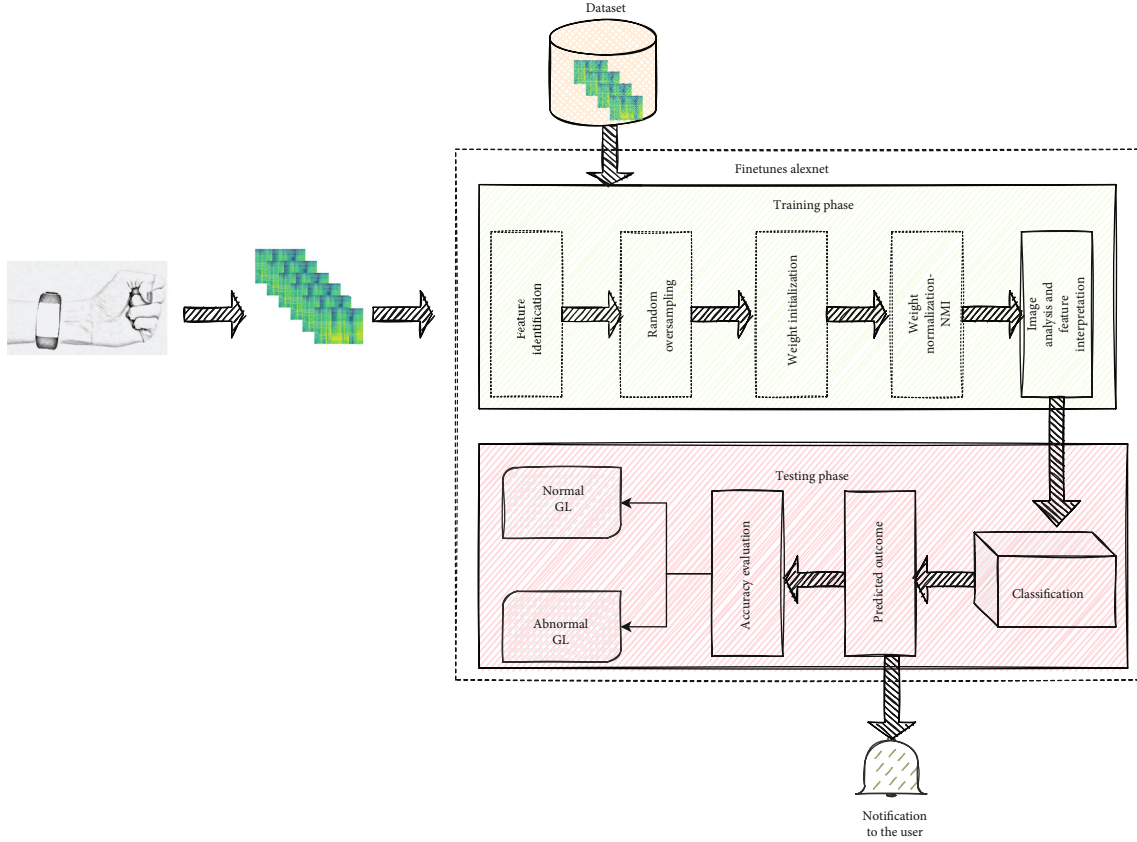 Dataset
Finetunes alexnet
Training phase
Feature
identification
Random
oversampling
Weight initialization
Weight
normalization-
NMI
Image
analysis and
feature
interpretation
Testing phase
Normal
GL
Abnormal
GL
Accuracy evaluation
Predicted outcome
Classification
Notification
to the user